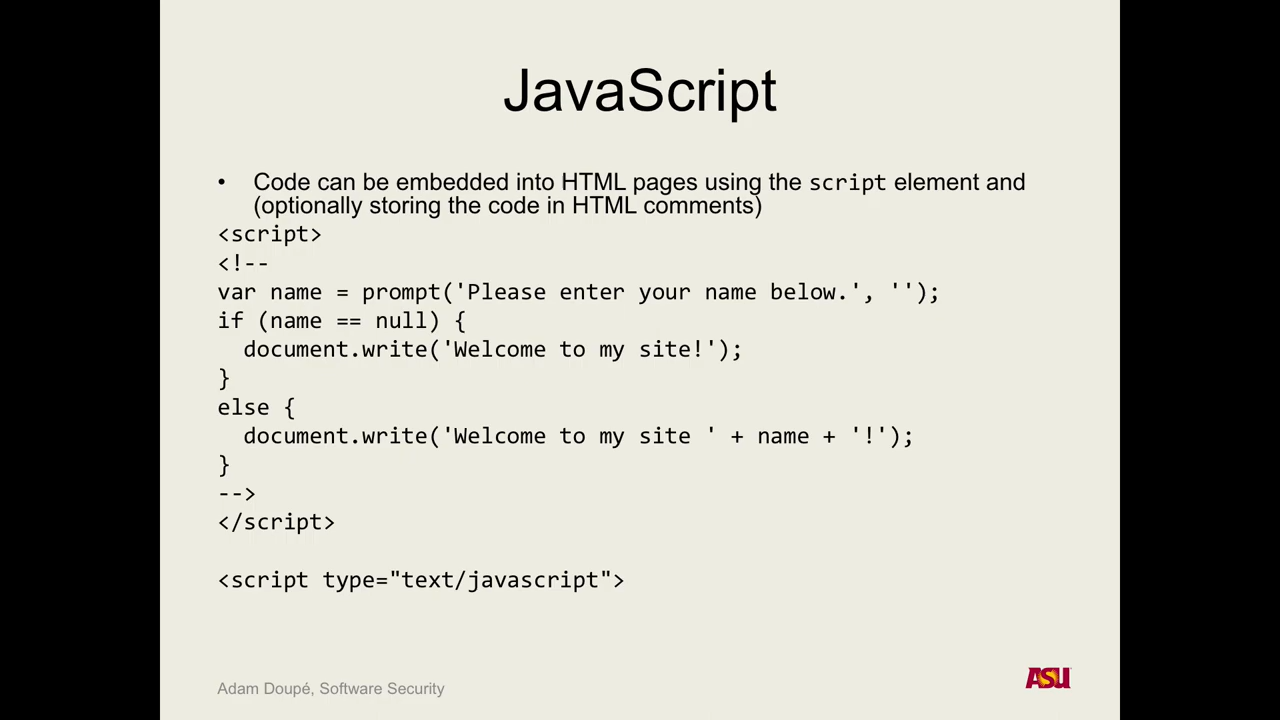 JavaScript
• Code can be embedded into HTML pages using the script element and
(optionally storing the code in HTML comments)
<script>
<!--
var name = prompt('Please enter your name below.', '');
if (name == null) {
  document.write('Welcome to my site!');
}
else {
  document.write('Welcome to my site ' + name + '!');
}
-->
</script>
<script type="text/javascript">
Adam Doupé, Software Security
ASU